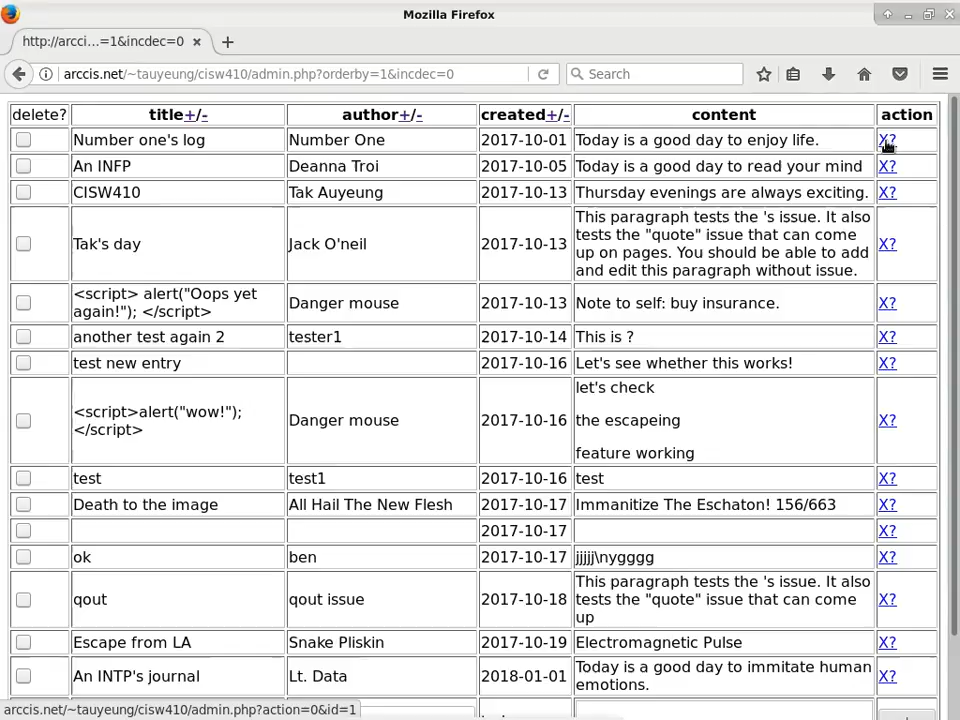 Mozilla Firefox
http://arcci...=1&incdec=0
arccis.net/~tauyeung/cisw410/admin.php?orderby=1&incdec=0
Search
delete? title+/- author+/- created+/- content action
Number one's log Number One 2017-10-01 Today is a good day to enjoy life. X?
An INFP Deanna Troi 2017-10-05 Today is a good day to read your mind X?
CISW410 Tak Auyeung 2017-10-13 Thursday evenings are always exciting. X?
Tak's day Jack O'neil 2017-10-13 This paragraph tests the 's issue. It also
tests the "quote" issue that can come
up on pages. You should be able to add
and edit this paragraph without issue. X?
<script> alert("Oops yet
again!"); </script> Danger mouse 2017-10-13 Note to self: buy insurance. X?
another test again 2 tester1 2017-10-14 This is ? X?
test new entry 2017-10-16 Let's see whether this works! X?
<script>alert("wow!");
</script> Danger mouse 2017-10-16 let's check
the escapeing
feature working X?
test test1 2017-10-16 test X?
Death to the image All Hail The New Flesh 2017-10-17 Immanitize The Eschaton! 156/663 X?
2017-10-17 X?
ok ben 2017-10-17 jjjjj\nygggg X?
qout qout issue 2017-10-18 This paragraph tests the 's issue. It also
tests the "quote" issue that can come
up X?
Escape from LA Snake Pliskin 2017-10-19 Electromagnetic Pulse X?
An INTP's journal Lt. Data 2018-01-01 Today is a good day to immitate human
emotions. X?
arccis.net/~tauyeung/cisw410/admin.php?action=0&id=1